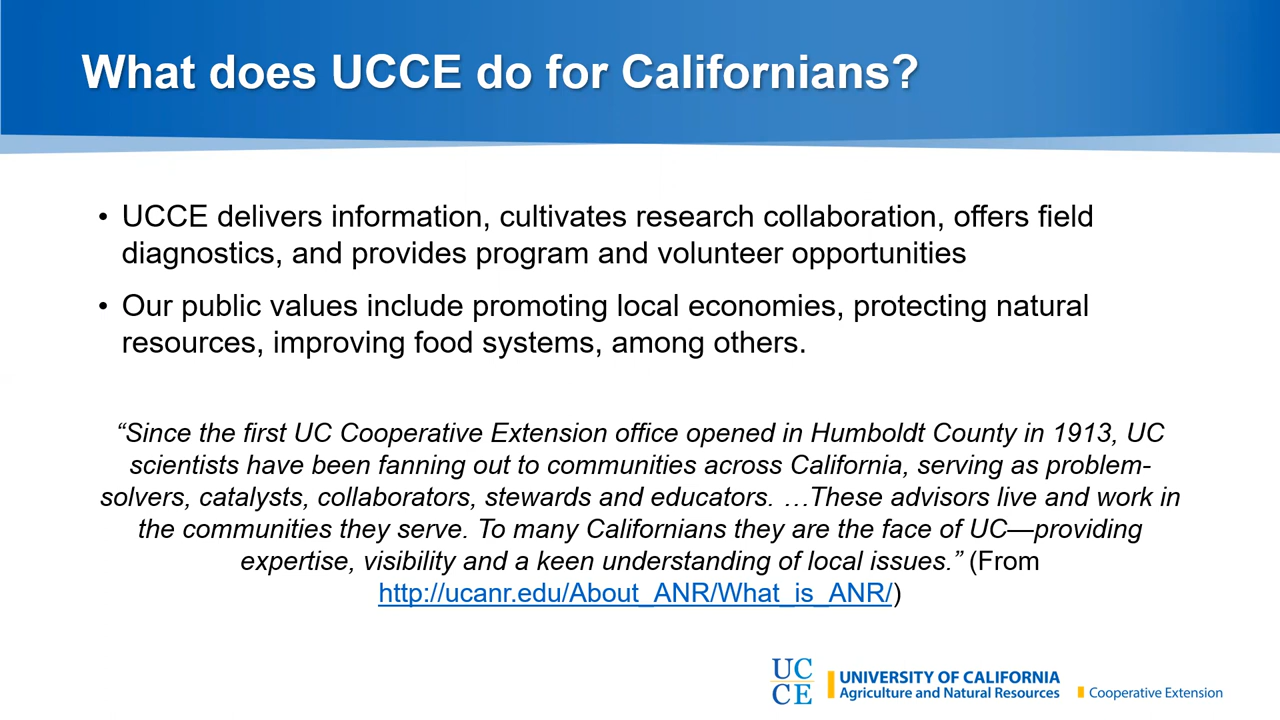 What does UCCE do for Californians?
• UCCE delivers information, cultivates research collaboration, offers field
diagnostics, and provides program and volunteer opportunities
• Our public values include promoting local economies, protecting natural
resources, improving food systems, among others.
“Since the first UC Cooperative Extension office opened in Humboldt County in 1913, UC
scientists have been fanning out to communities across California, serving as problem-
solvers, catalysts, collaborators, stewards and educators. …These advisors live and work in
the communities they serve. To many Californians they are the face of UC—providing
expertise, visibility and a keen understanding of local issues.” (From
http://ucanr.edu/About_ANR/What_is_ANR/)
UC
CE
UNIVERSITY OF CALIFORNIA
Agriculture and Natural Resources
Cooperative Extension